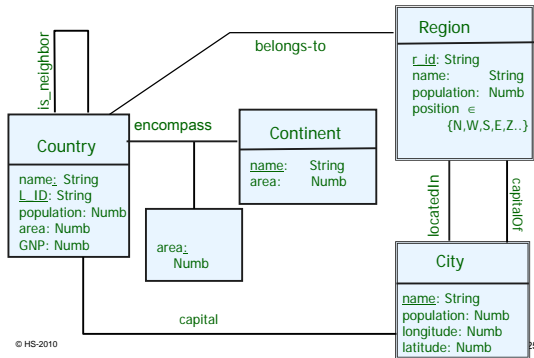 Region
r_id: String
name: String
population: Numb
position ∈
{N,W,S,E,Z..}
belongs-to
is_neighbor
encompass
Country
name: String
L_ID: String
population: Numb
area: Numb
GNP: Numb
Continent
name: String
area: Numb
area:
Numb
locatedIn
capitalOf
City
name: String
population: Numb
longitude: Numb
latitude: Numb
capital
© HS-2010